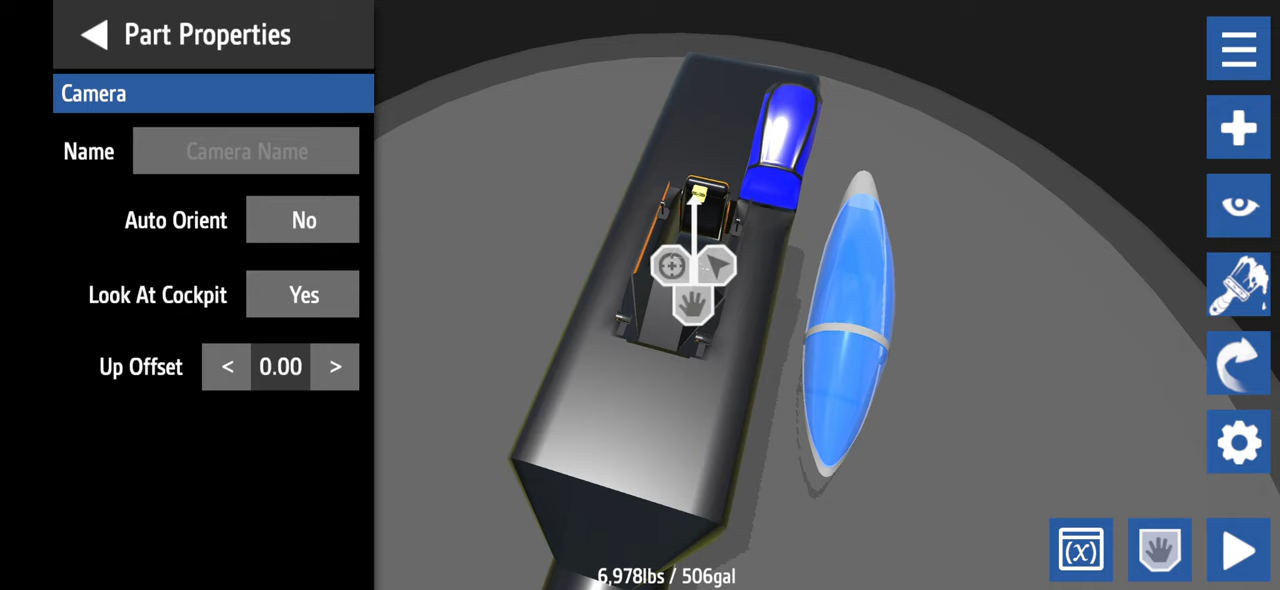 Part Properties
Camera
Name Camera Name
Auto Orient No
Look At Cockpit Yes
Up Offset < 0.00 >
(x)
6,978lbs / 506gal